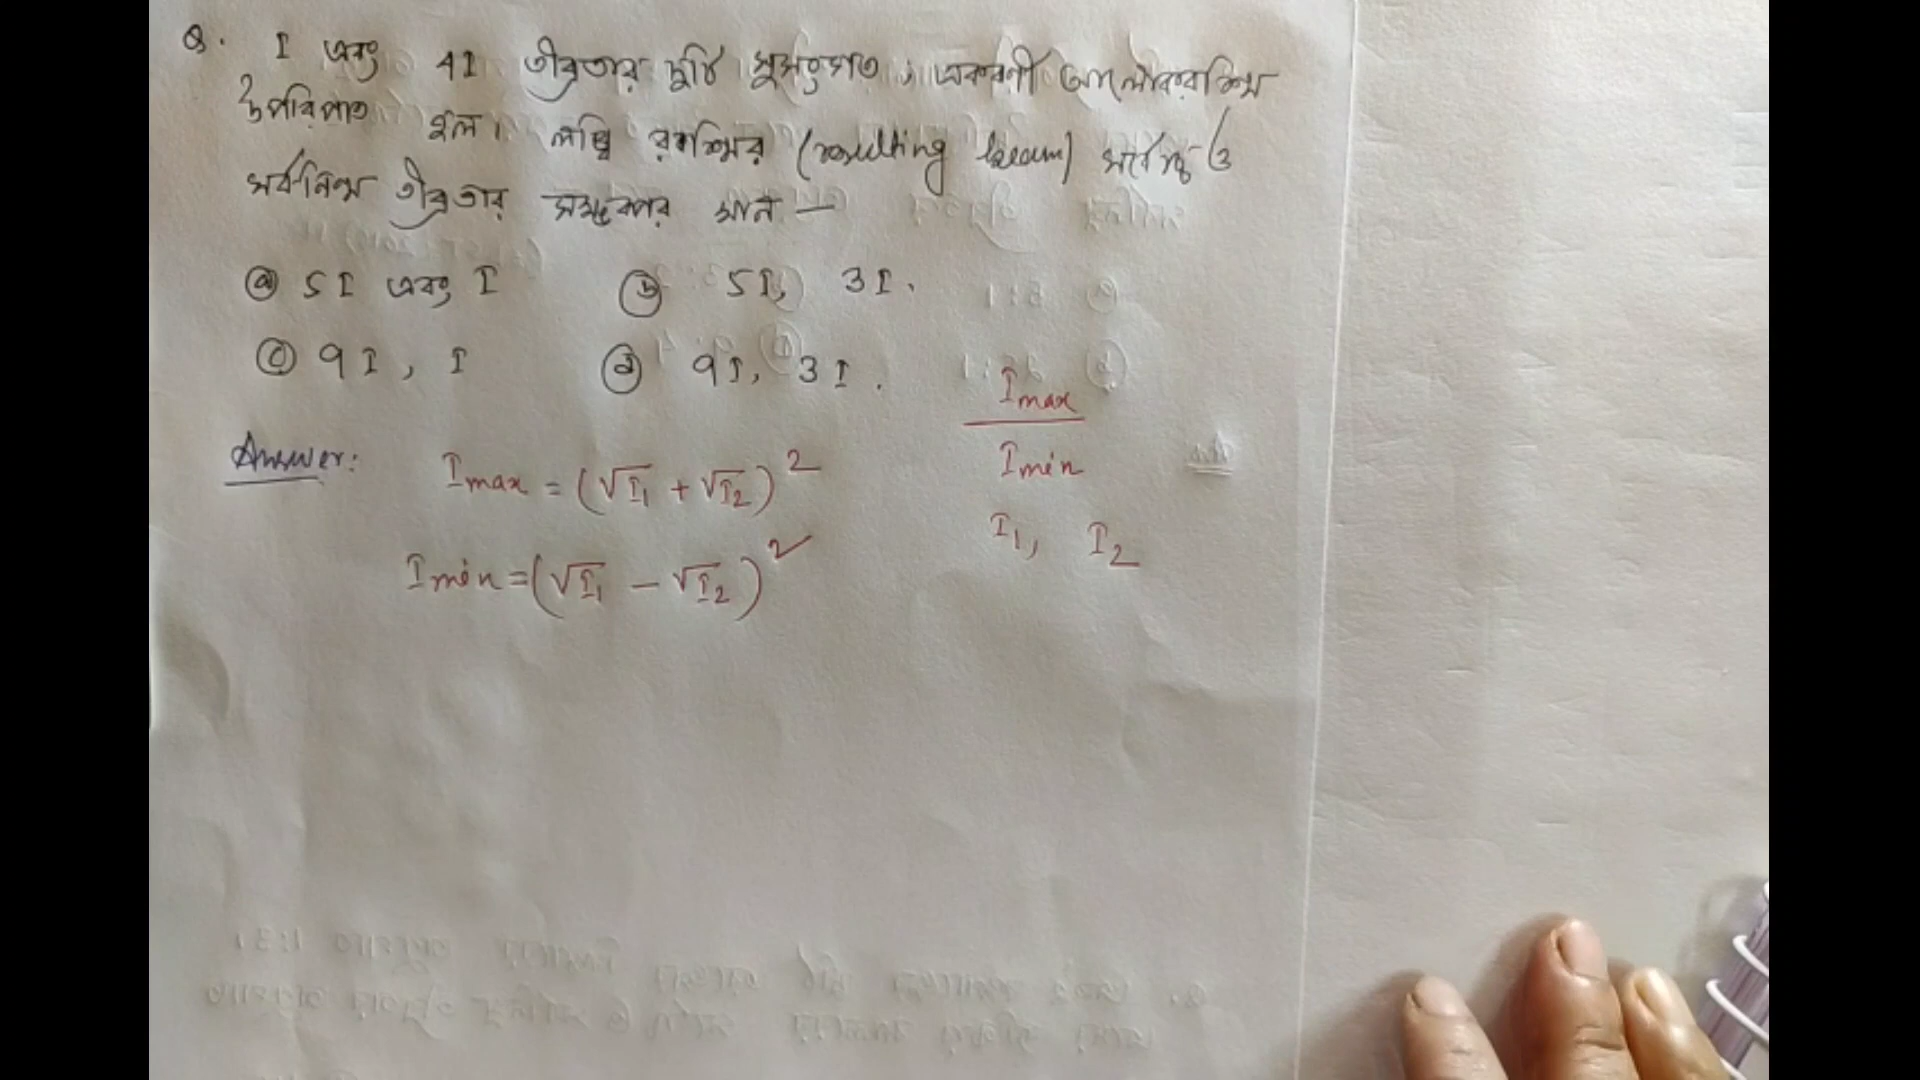 Q. I এবং 4I তীব্রতার দুটি সুসংগত, একবর্ণী আলোকরশ্মি
উপরিপাত হল। লব্ধি রশ্মির (resulting beam) সর্বোচ্চ ও
সর্বনিম্ন তীব্রতার সম্ভাব্য মান —
ⓐ 5I এবং I ⓑ 5I, 3I.
ⓒ 9I, I ⓓ 9I, 3I.
Imax
Imin
Answer: Imax = (√I₁ + √I₂)²
I₁, I₂
Imin = (√I₁ - √I₂)²